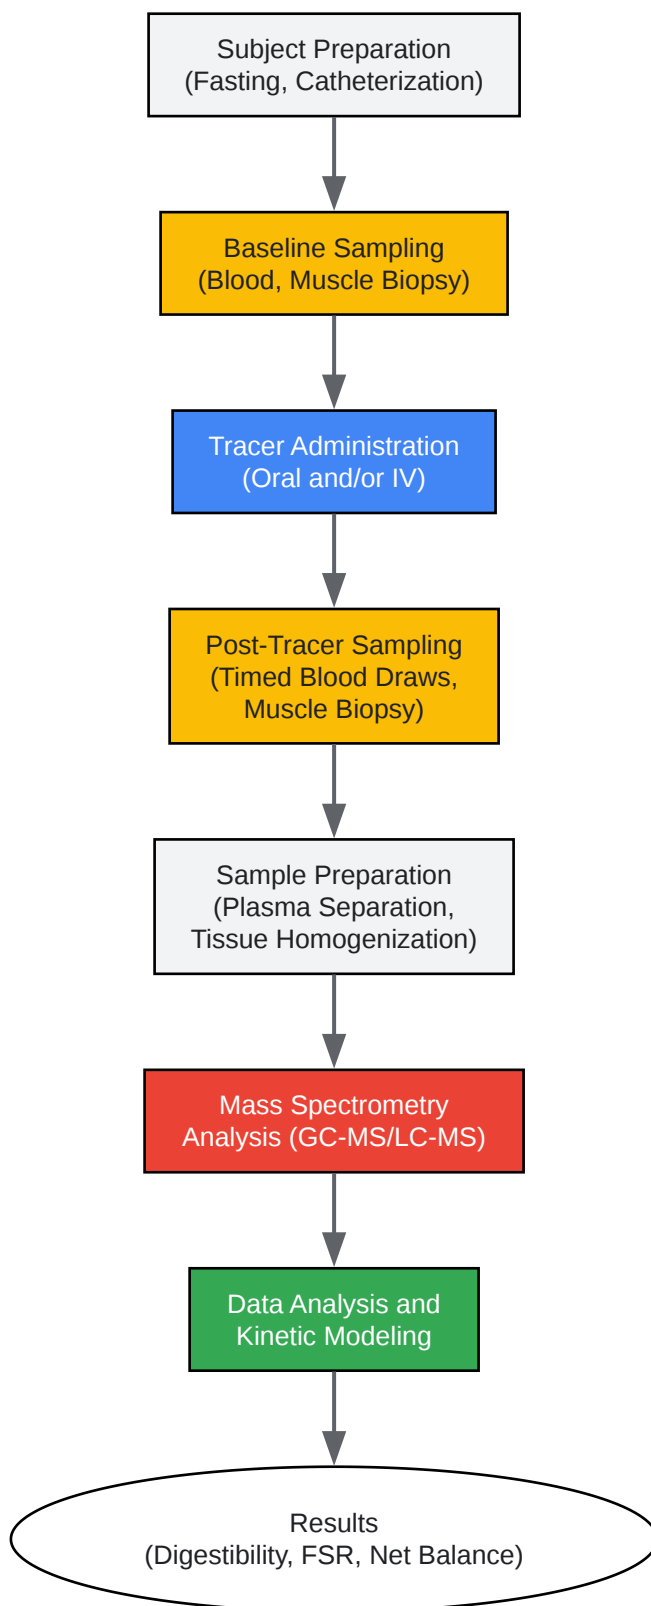 Subject Preparation
(Fasting, Catheterization)
Baseline Sampling
(Blood, Muscle Biopsy)
Tracer Administration
(Oral and/or IV)
Post-Tracer Sampling
(Timed Blood Draws,
Muscle Biopsy)
Sample Preparation
(Plasma Separation,
Tissue Homogenization)
Mass Spectrometry
Analysis (GC-MS/LC-MS)
Data Analysis and
Kinetic Modeling
Results
(Digestibility, FSR, Net Balance)